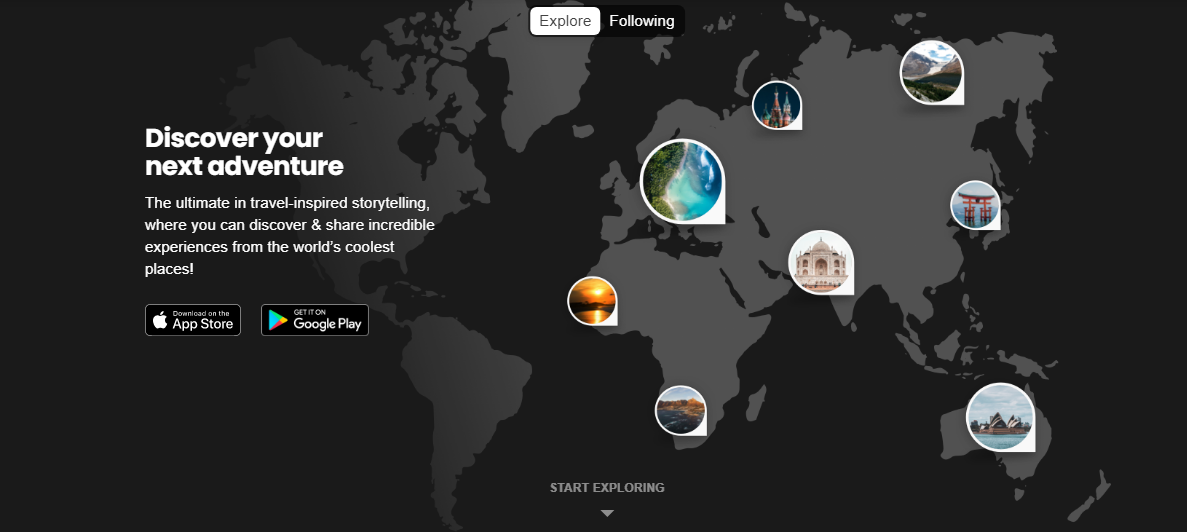 Explore Following
Discover your
next adventure
The ultimate in travel-inspired storytelling,
where you can discover & share incredible
experiences from the world’s coolest
places!
Download on the
App Store
GET IT ON
Google Play
START EXPLORING